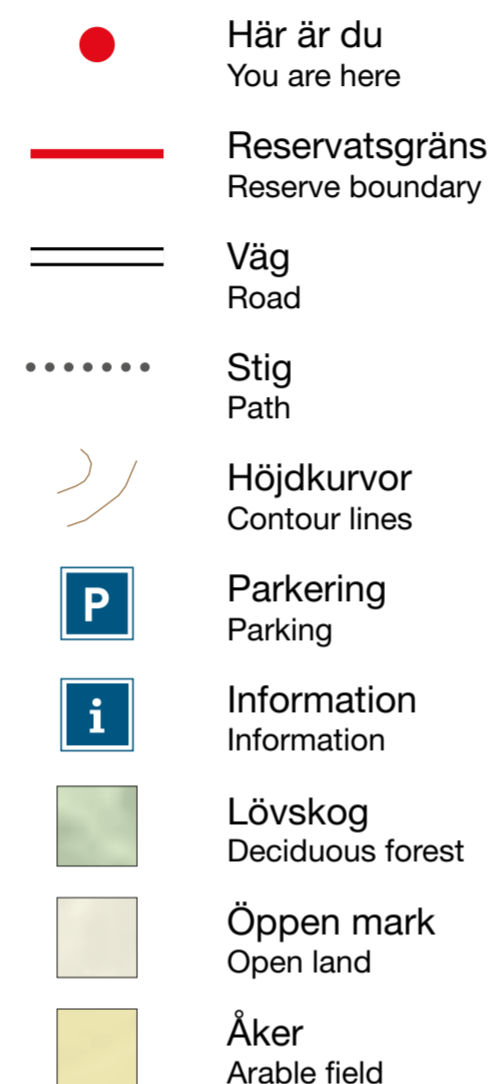 Här är du
You are here
Reservatsgräns
Reserve boundary
Väg
Road
Stig
Path
Höjdkurvor
Contour lines
P
Parkering
Parking
i
Information
Information
Lövskog
Deciduous forest
Öppen mark
Open land
Åker
Arable field